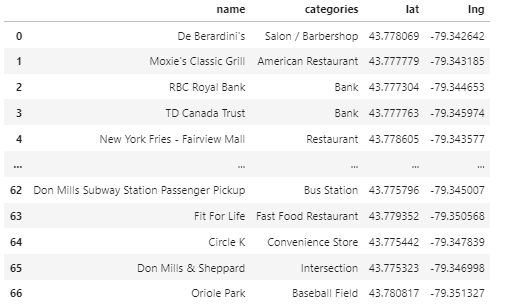 name categories lat lng
0 De Berardini's Salon / Barbershop 43.778069 -79.342642
1 Moxie's Classic Grill American Restaurant 43.777779 -79.343185
2 RBC Royal Bank Bank 43.777304 -79.344653
3 TD Canada Trust Bank 43.777763 -79.345974
4 New York Fries - Fairview Mall Restaurant 43.778605 -79.343577
... ... ... ... ...
62 Don Mills Subway Station Passenger Pickup Bus Station 43.775796 -79.345007
63 Fit For Life Fast Food Restaurant 43.779352 -79.350568
64 Circle K Convenience Store 43.775442 -79.347839
65 Don Mills & Sheppard Intersection 43.775323 -79.346998
66 Oriole Park Baseball Field 43.780817 -79.351327